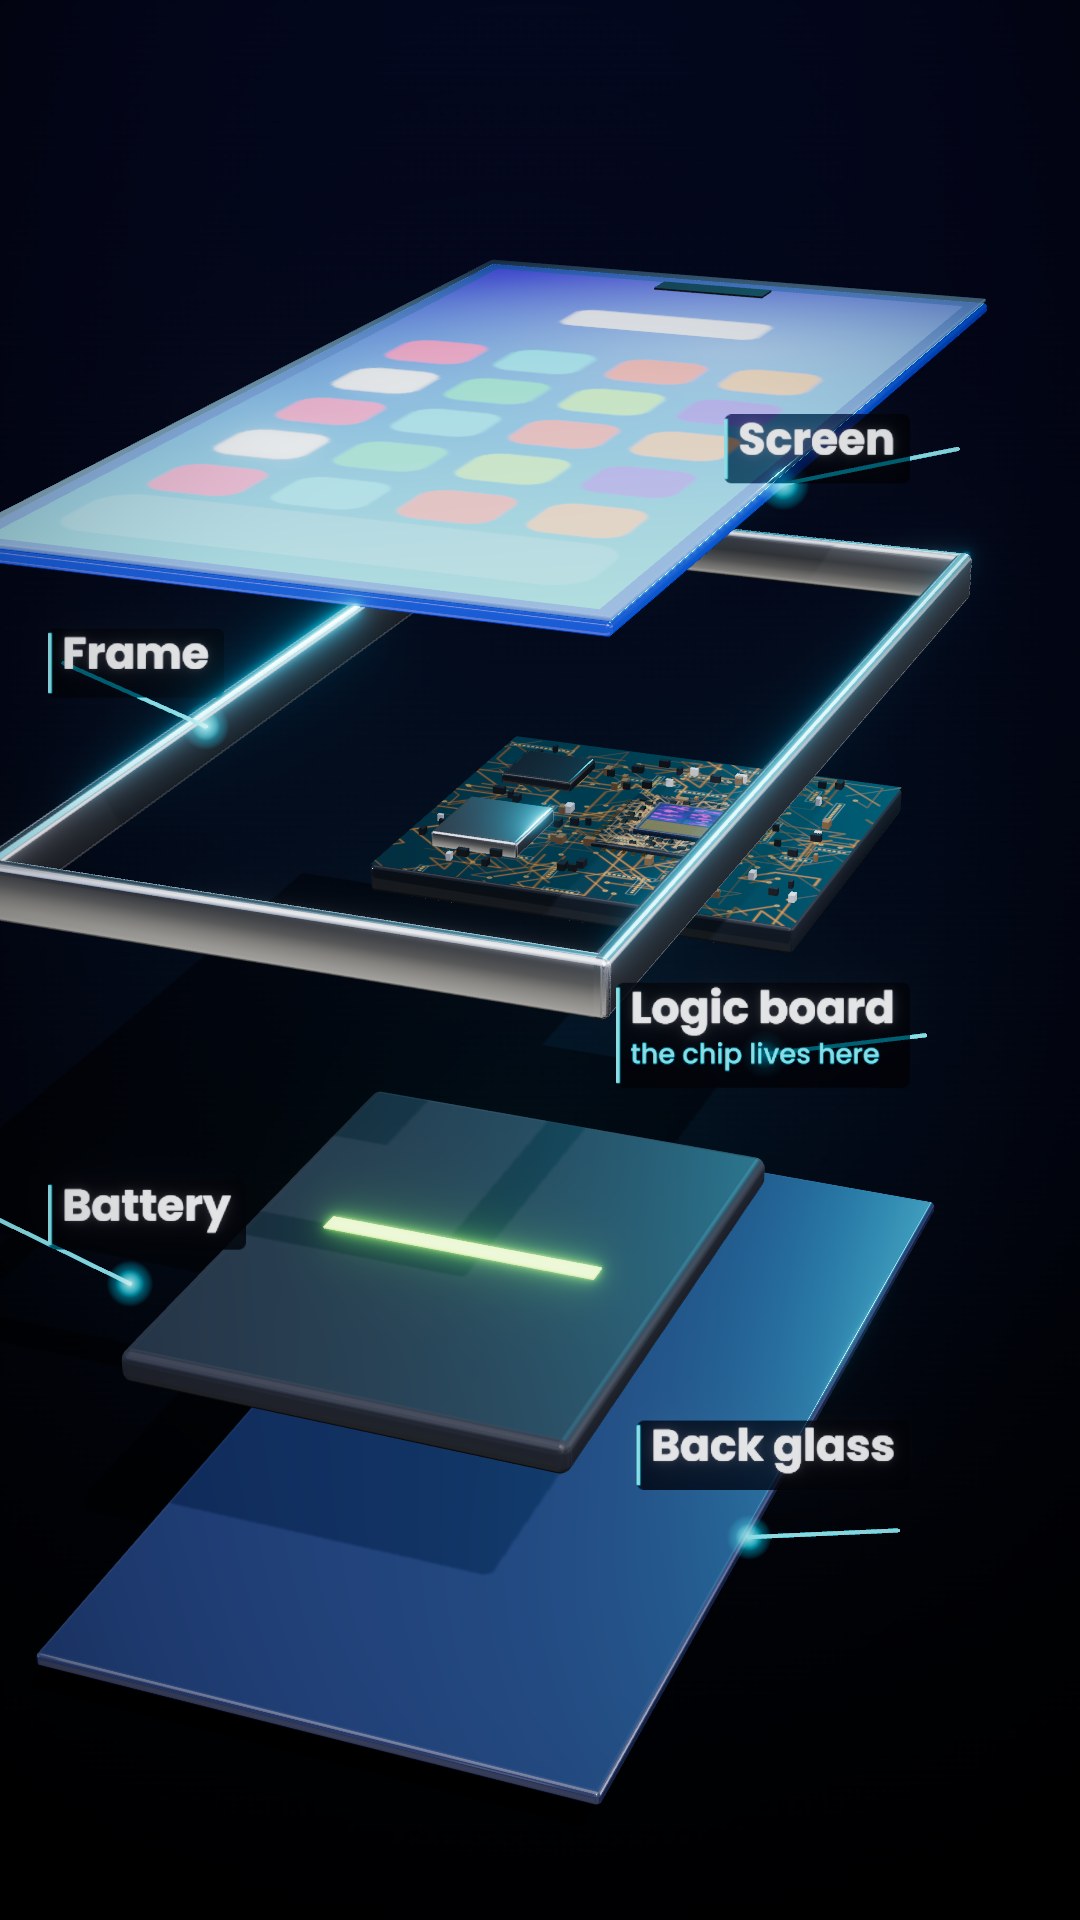 Screen
Frame
Logic board
the chip lives here
Battery
Back glass